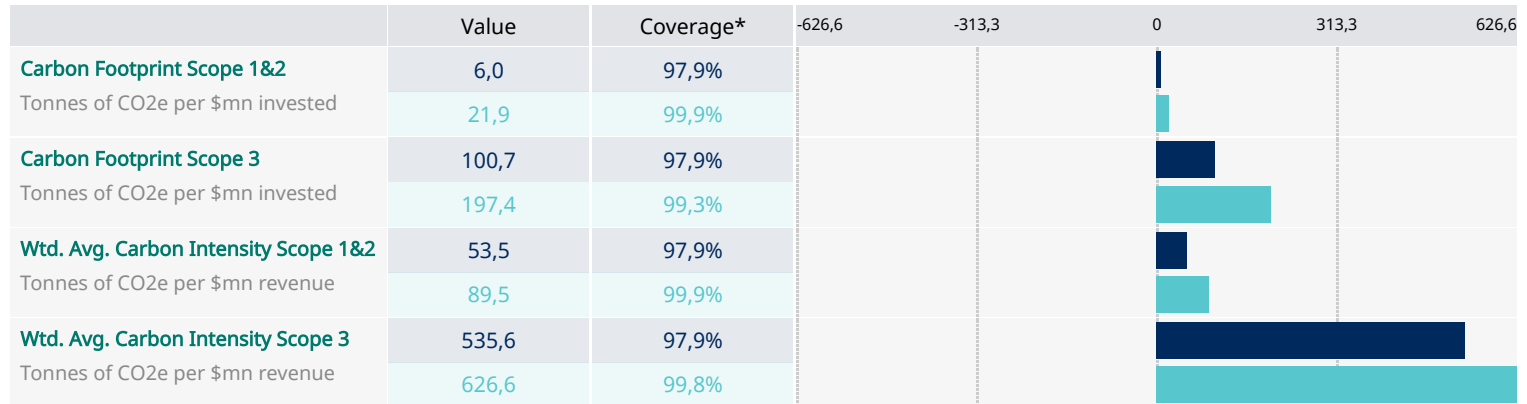 Value Coverage* -626,6 -313,3 0 313,3 626,6
Carbon Footprint Scope 1&2 6,0 97,9%
Tonnes of CO2e per $mn invested 21,9 99,9%
Carbon Footprint Scope 3 100,7 97,9%
Tonnes of CO2e per $mn invested 197,4 99,3%
Wtd. Avg. Carbon Intensity Scope 1&2 53,5 97,9%
Tonnes of CO2e per $mn revenue 89,5 99,9%
Wtd. Avg. Carbon Intensity Scope 3 535,6 97,9%
Tonnes of CO2e per $mn revenue 626,6 99,8%